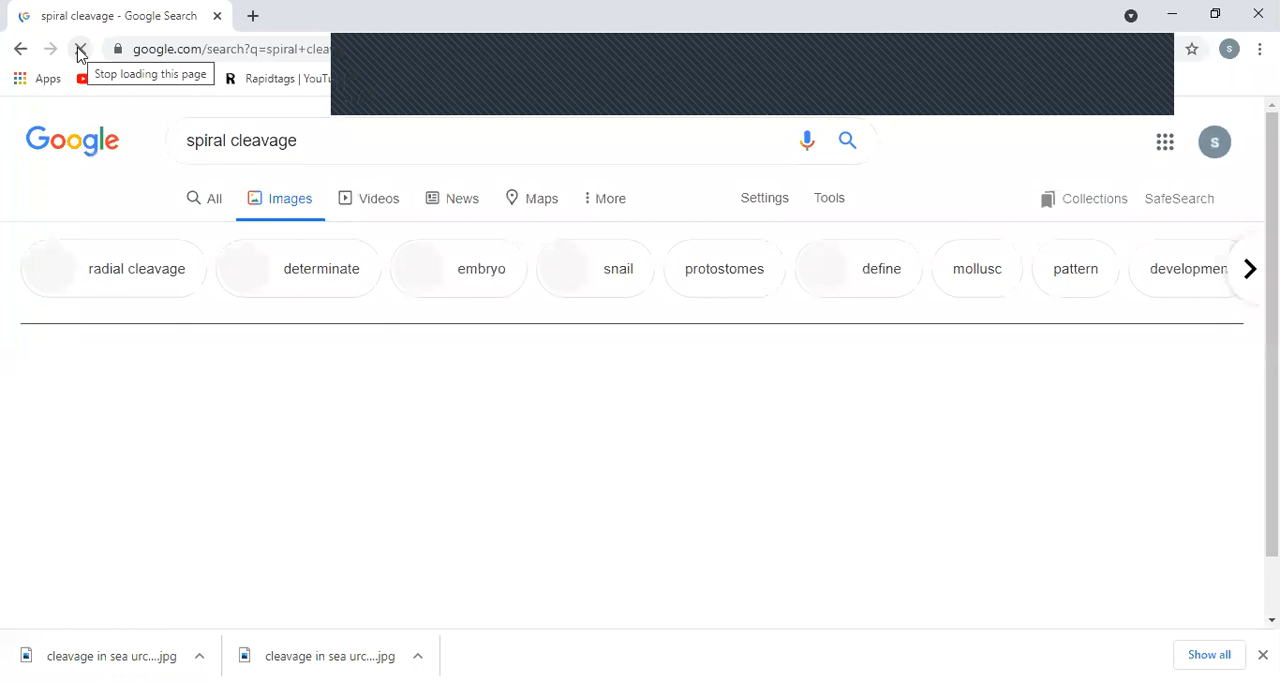 spiral cleavage - Google Search
google.com/search?q=spiral+clea
Stop loading this page
Apps
Rapidtags | YouTu
Google
spiral cleavage
S
S
All
Images
Videos
News
Maps
More
Settings
Tools
Collections
SafeSearch
radial cleavage
determinate
embryo
snail
protostomes
define
mollusc
pattern
developmen
cleavage in sea urc....jpg
cleavage in sea urc....jpg
Show all